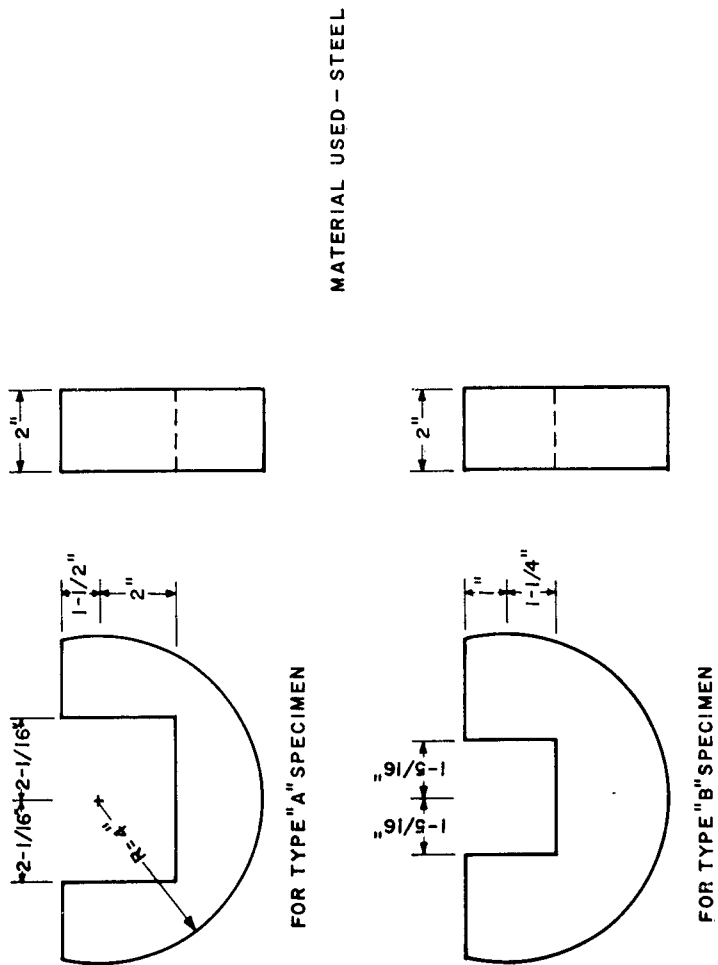 2-1/16"
2-1/16"
1-1/2"
2"
2"
R=4"
FOR TYPE "A" SPECIMEN
MATERIAL USED - STEEL
1-5/16"
1-5/16"
1"
1-1/4"
2"
FOR TYPE "B" SPECIMEN